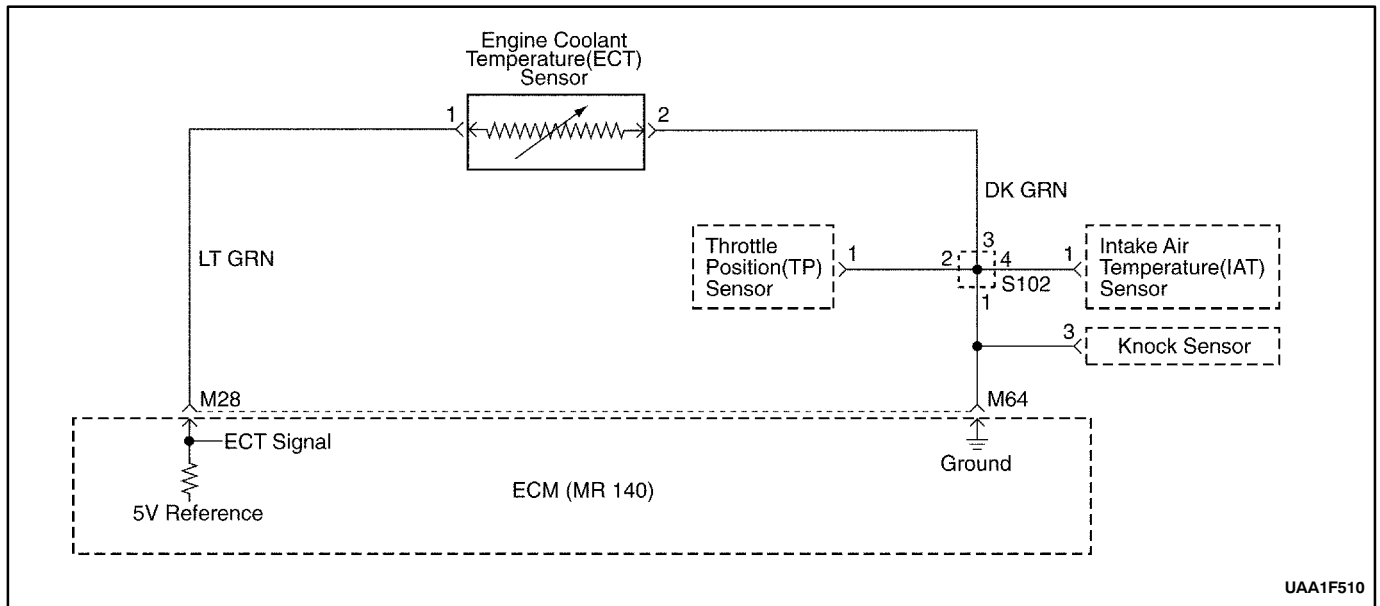 Engine Coolant
Temperature(ECT)
Sensor
1
2
DK GRN
LT GRN
Throttle
Position(TP)
Sensor
1
2
3
4
S102
1
1
Intake Air
Temperature(IAT)
Sensor
3
Knock Sensor
M28
M64
ECT Signal
Ground
5V Reference
ECM (MR 140)
UAA1F510